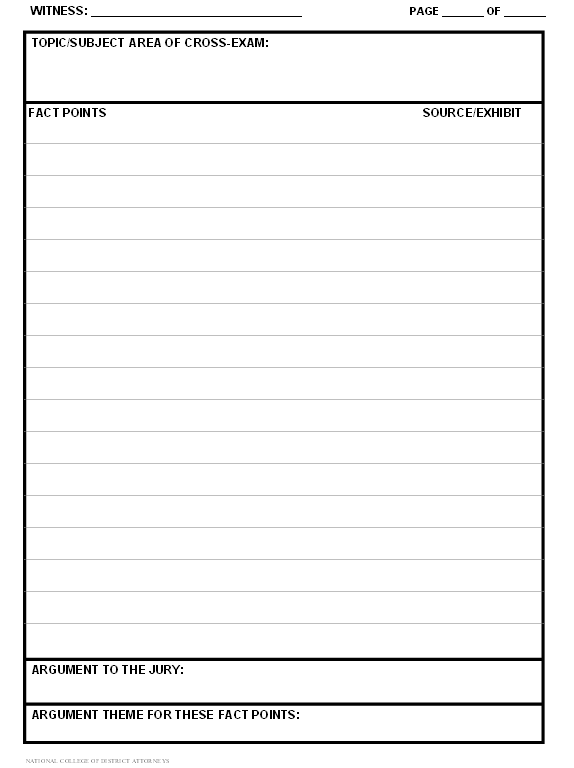 WITNESS: ________________________________ PAGE ______ OF ______
TOPIC/SUBJECT AREA OF CROSS-EXAM:
FACT POINTS SOURCE/EXHIBIT
ARGUMENT TO THE JURY:
ARGUMENT THEME FOR THESE FACT POINTS:
NATIONAL COLLEGE OF DISTRICT ATTORNEYS